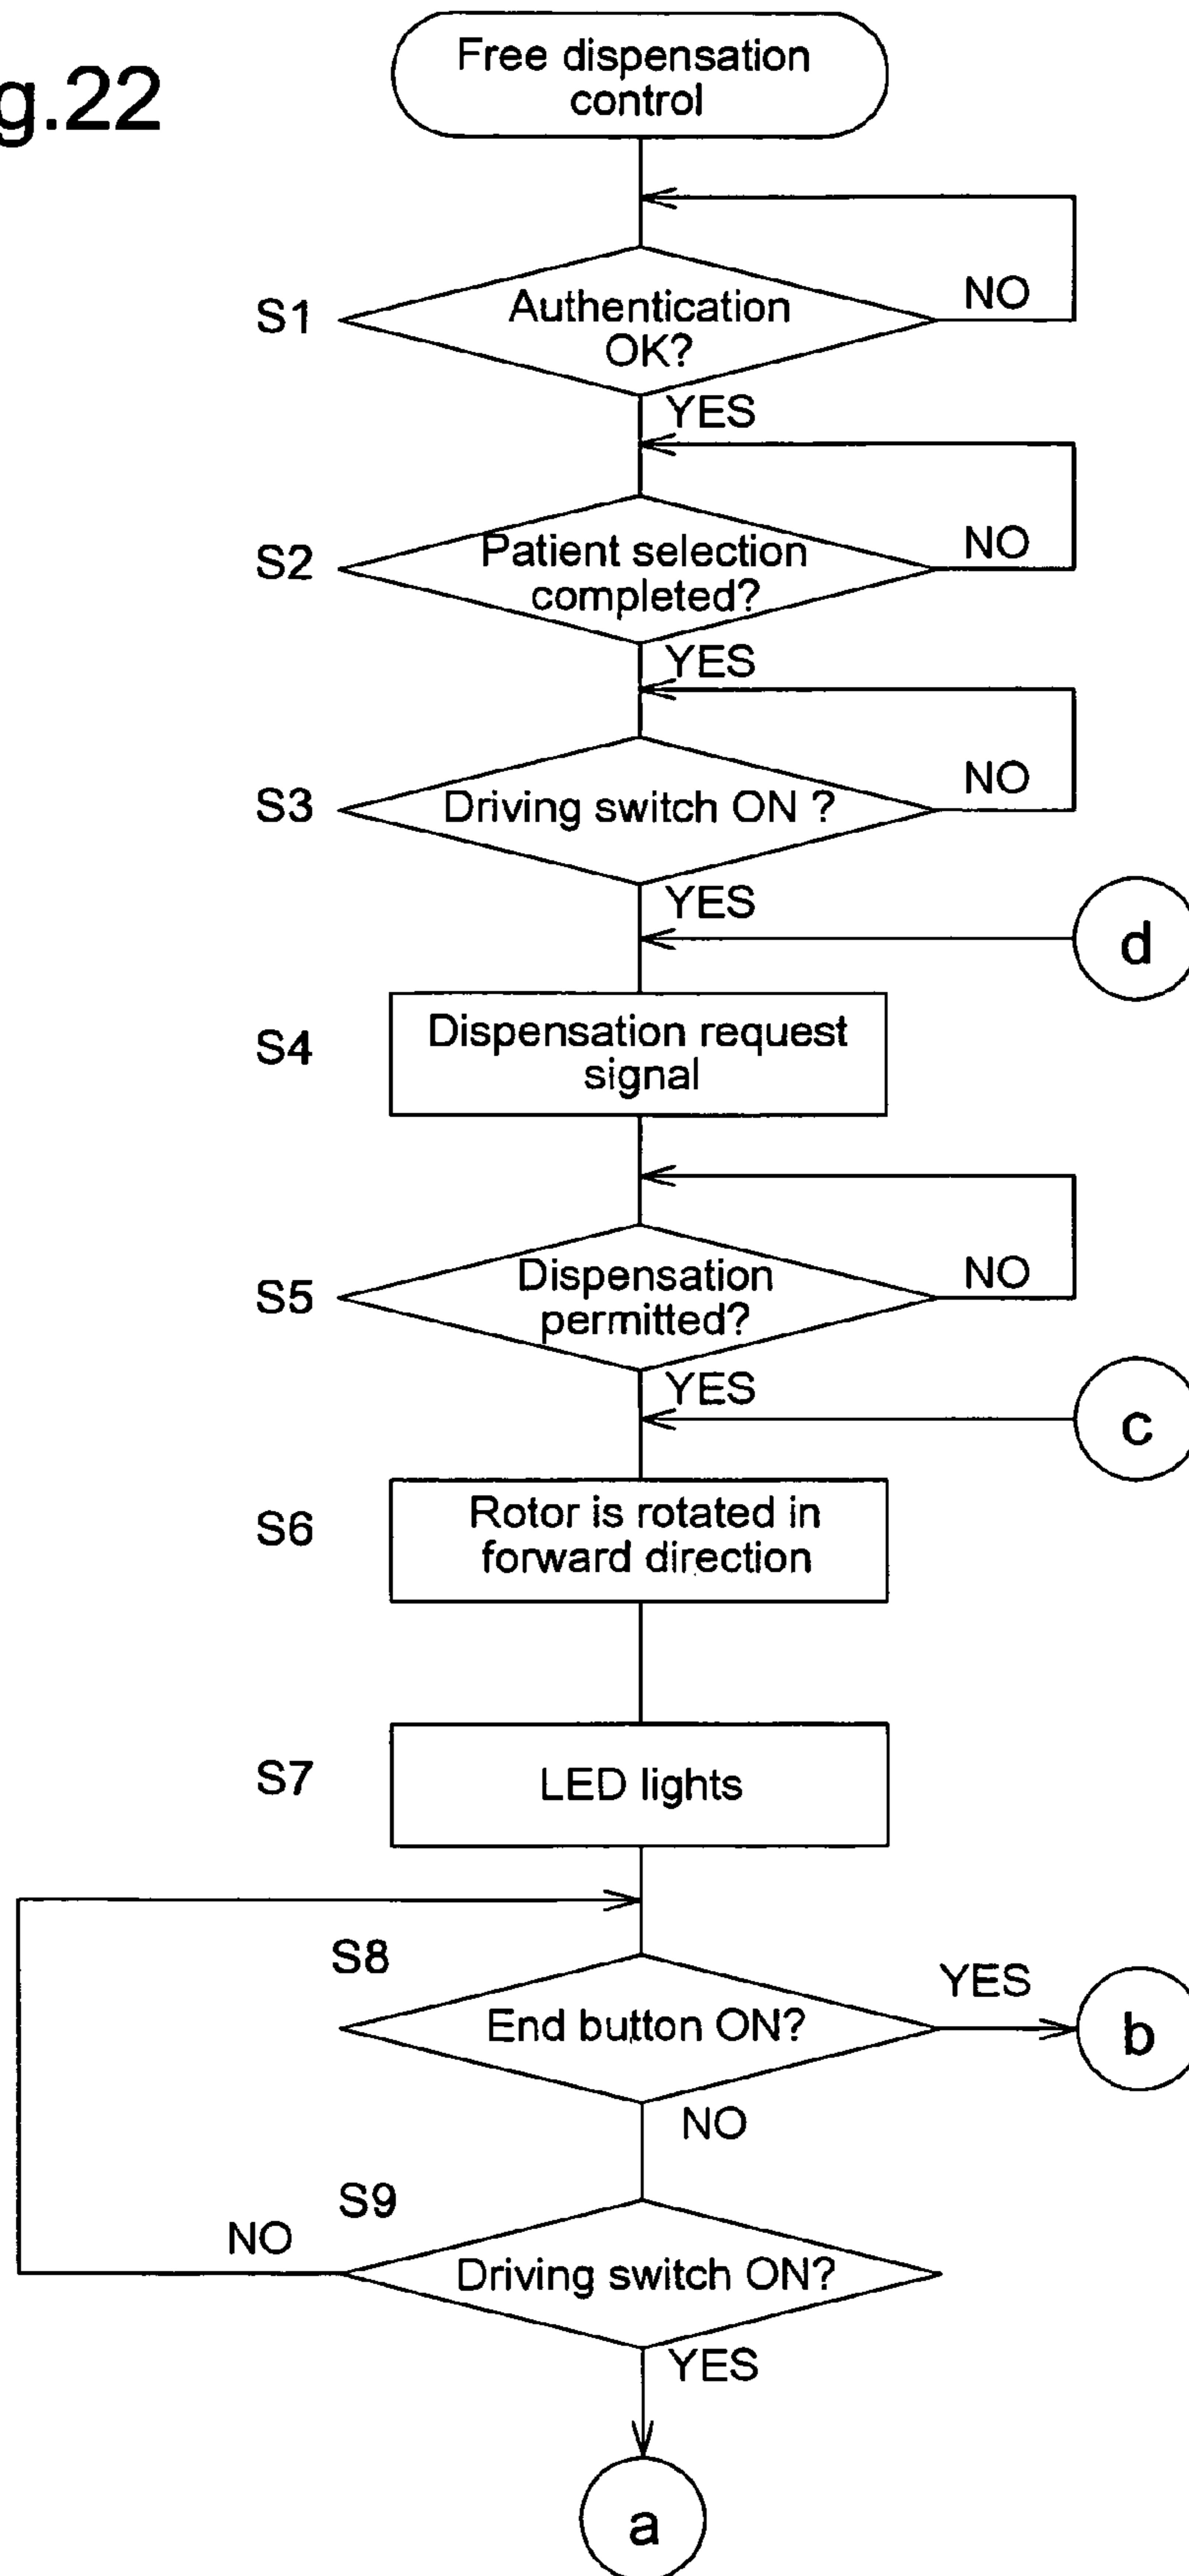 g.22
Free dispensation
control
S1
Authentication
OK?
NO
YES
S2
Patient selection
completed?
NO
YES
S3
Driving switch ON ?
NO
YES
d
S4
Dispensation request
signal
S5
Dispensation
permitted?
NO
YES
c
S6
Rotor is rotated in
forward direction
S7
LED lights
S8
End button ON?
YES
b
NO
S9
NO
Driving switch ON?
YES
a